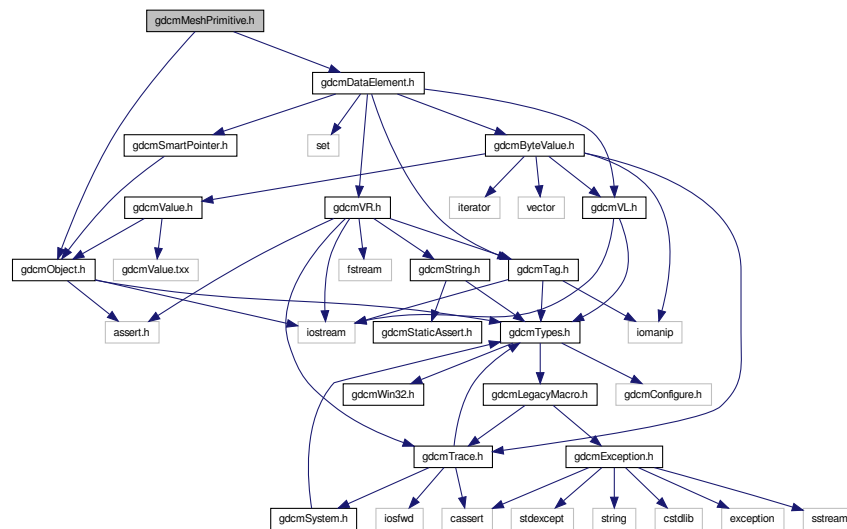 gdcmMeshPrimitive.h
gdcmDataElement.h
gdcmSmartPointer.h
set
gdcmByteValue.h
gdcmValue.h
gdcmVR.h
iterator
vector
gdcmVL.h
gdcmObject.h
gdcmValue.txx
fstream
gdcmString.h
gdcmTag.h
assert.h
iostream
gdcmStaticAssert.h
gdcmTypes.h
iomanip
gdcmWin32.h
gdcmLegacyMacro.h
gdcmConfigure.h
gdcmTrace.h
gdcmException.h
gdcmSystem.h
iosfwd
cassert
stdexcept
string
cstdlib
exception
sstream